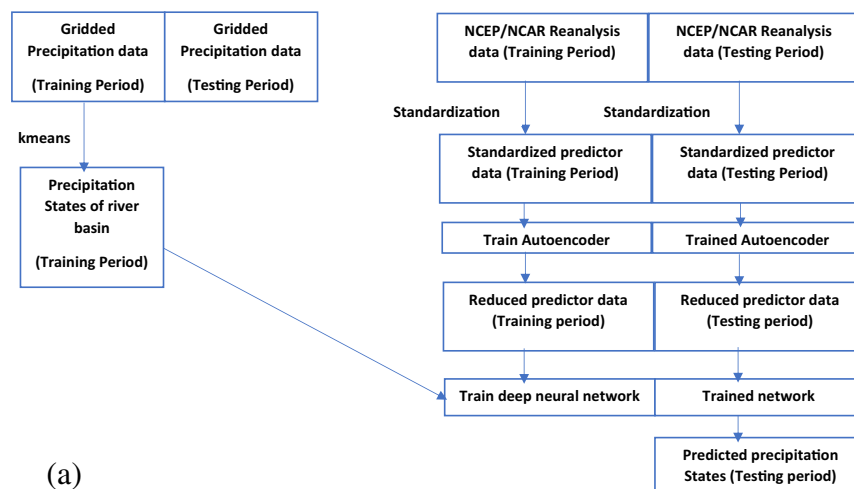 Gridded
Precipitation data
(Training Period)
Gridded
Precipitation data
(Testing Period)
kmeans
Precipitation
States of river
basin
(Training Period)
NCEP/NCAR Reanalysis
data (Training Period)
NCEP/NCAR Reanalysis
data (Testing Period)
Standardization
Standardization
Standardized predictor
data (Training Period)
Standardized predictor
data (Testing Period)
Train Autoencoder
Trained Autoencoder
Reduced predictor data
(Training period)
Reduced predictor data
(Testing period)
Train deep neural network
Trained network
Predicted precipitation
States (Testing period)
(a)